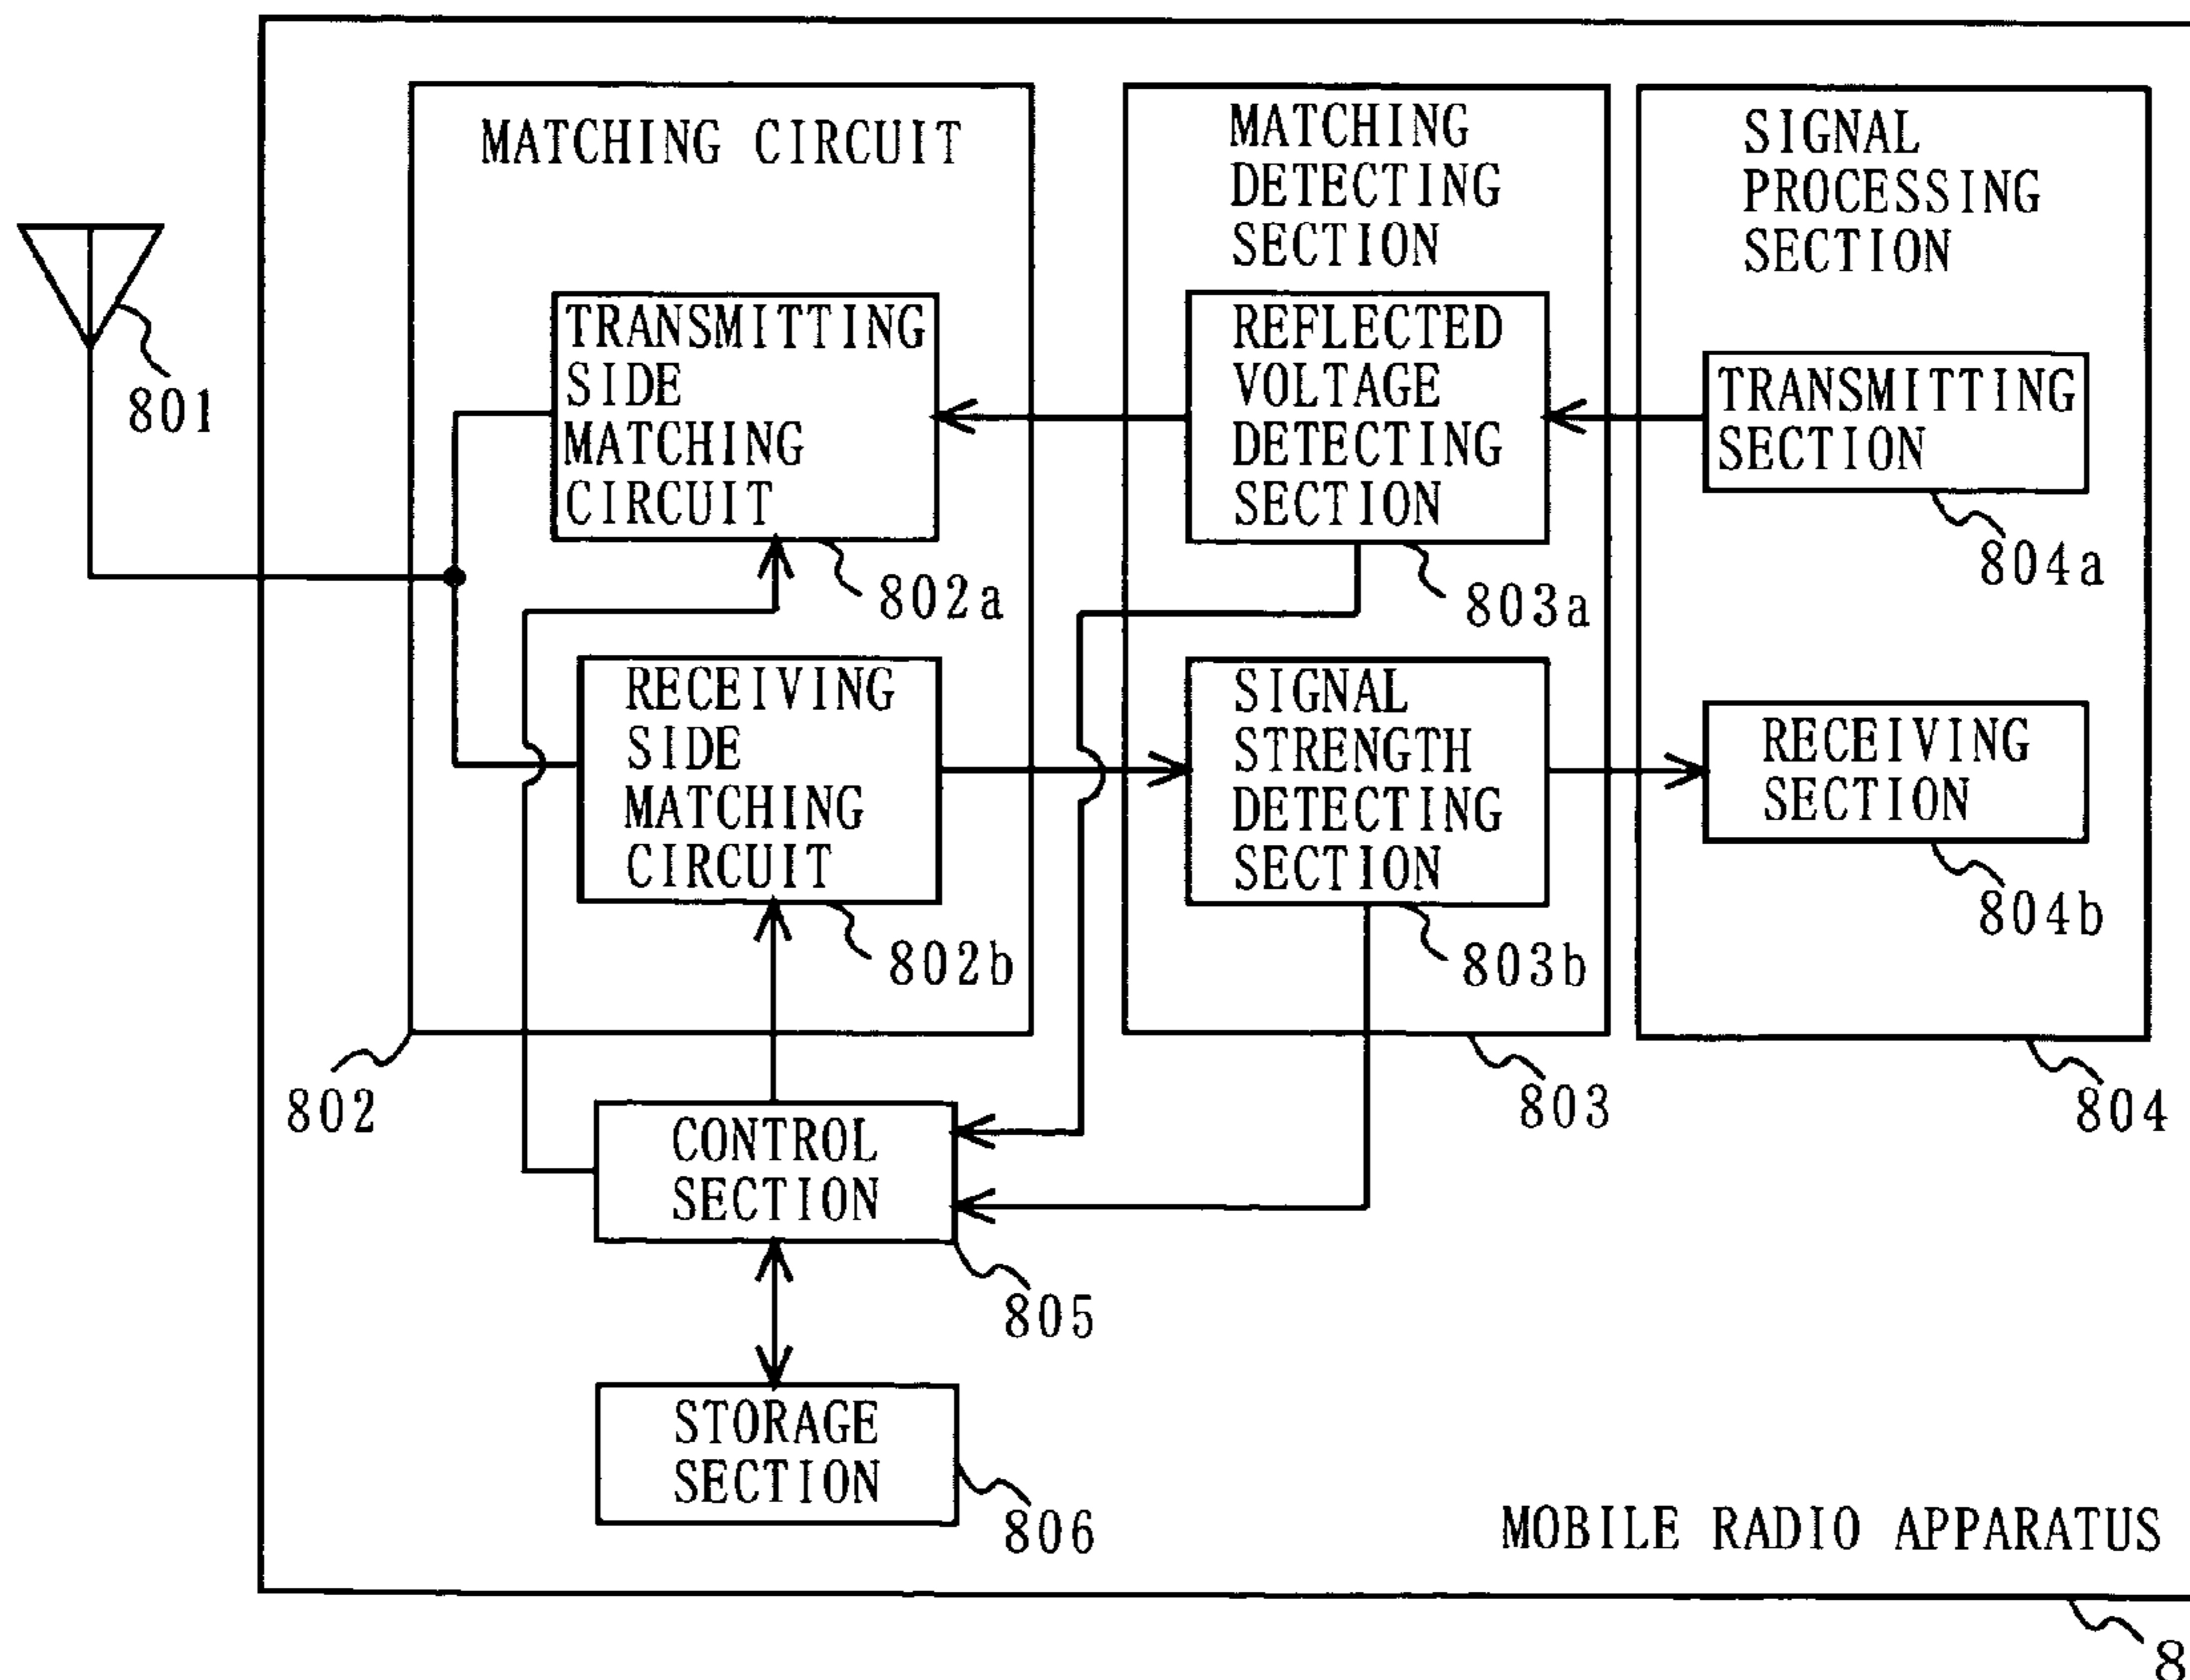 MATCHING CIRCUIT
MATCHING
DETECTING
SECTION
SIGNAL
PROCESSING
SECTION
801
TRANSMITTING
SIDE
MATCHING
CIRCUIT
802a
REFLECTED
VOLTAGE
DETECTING
SECTION
803a
TRANSMITTING
SECTION
804a
RECEIVING
SIDE
MATCHING
CIRCUIT
802b
SIGNAL
STRENGTH
DETECTING
SECTION
803b
RECEIVING
SECTION
804b
802
803
804
CONTROL
SECTION
805
STORAGE
SECTION
806
MOBILE RADIO APPARATUS